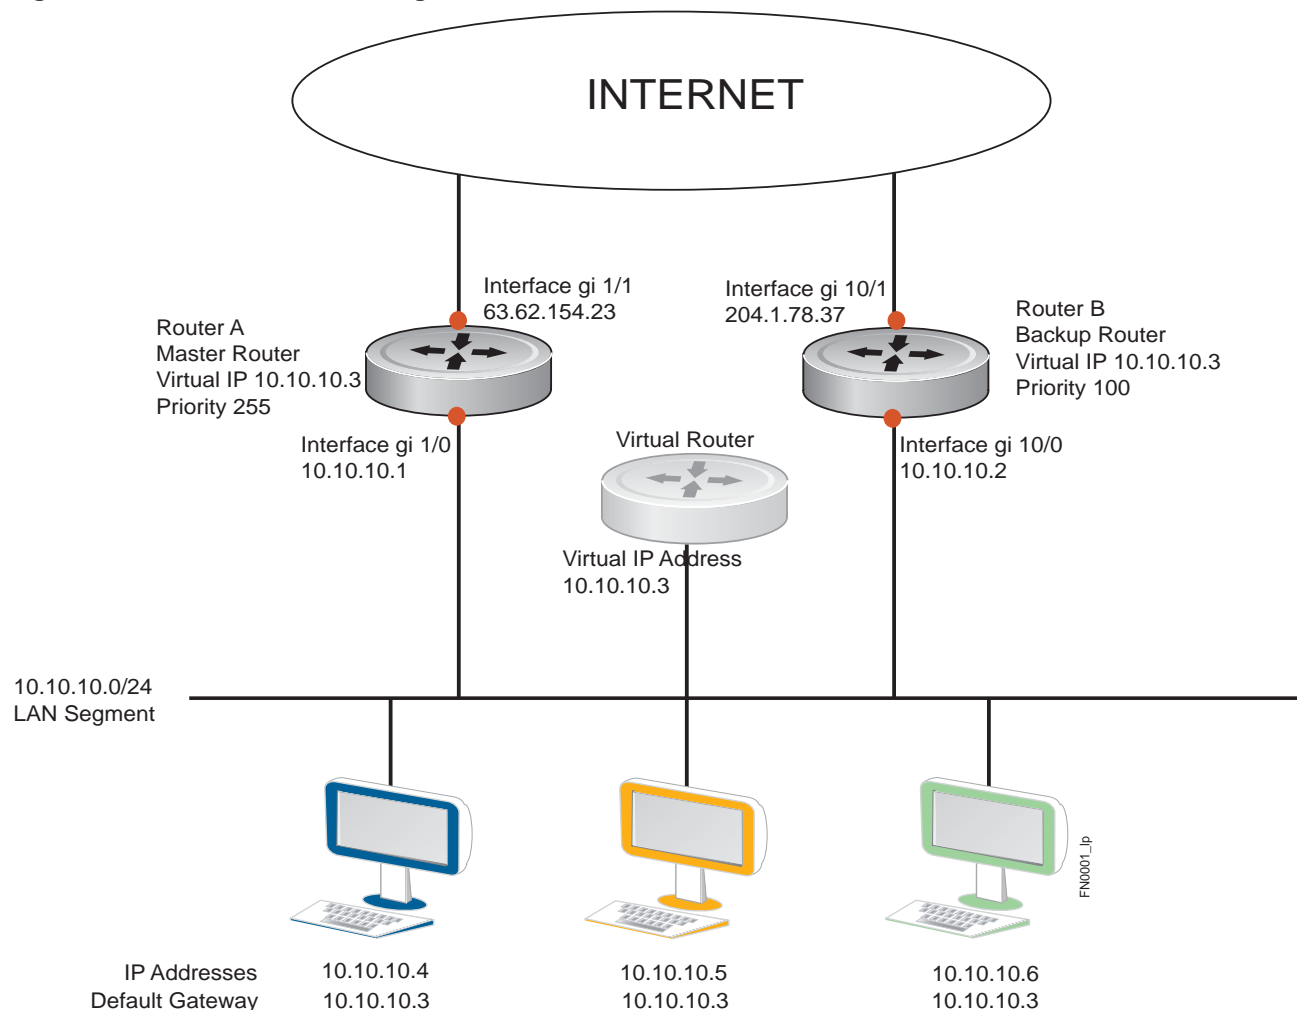 INTERNET
Interface gi 1/1
63.62.154.23
Interface gi 10/1
204.1.78.37
Router A
Master Router
Virtual IP 10.10.10.3
Priority 255
Router B
Backup Router
Virtual IP 10.10.10.3
Priority 100
Interface gi 1/0
10.10.10.1
Virtual Router
Interface gi 10/0
10.10.10.2
Virtual IP Address
10.10.10.3
10.10.10.0/24
LAN Segment
FN0001_lp
IP Addresses 10.10.10.4 10.10.10.5 10.10.10.6
Default Gateway 10.10.10.3 10.10.10.3 10.10.10.3